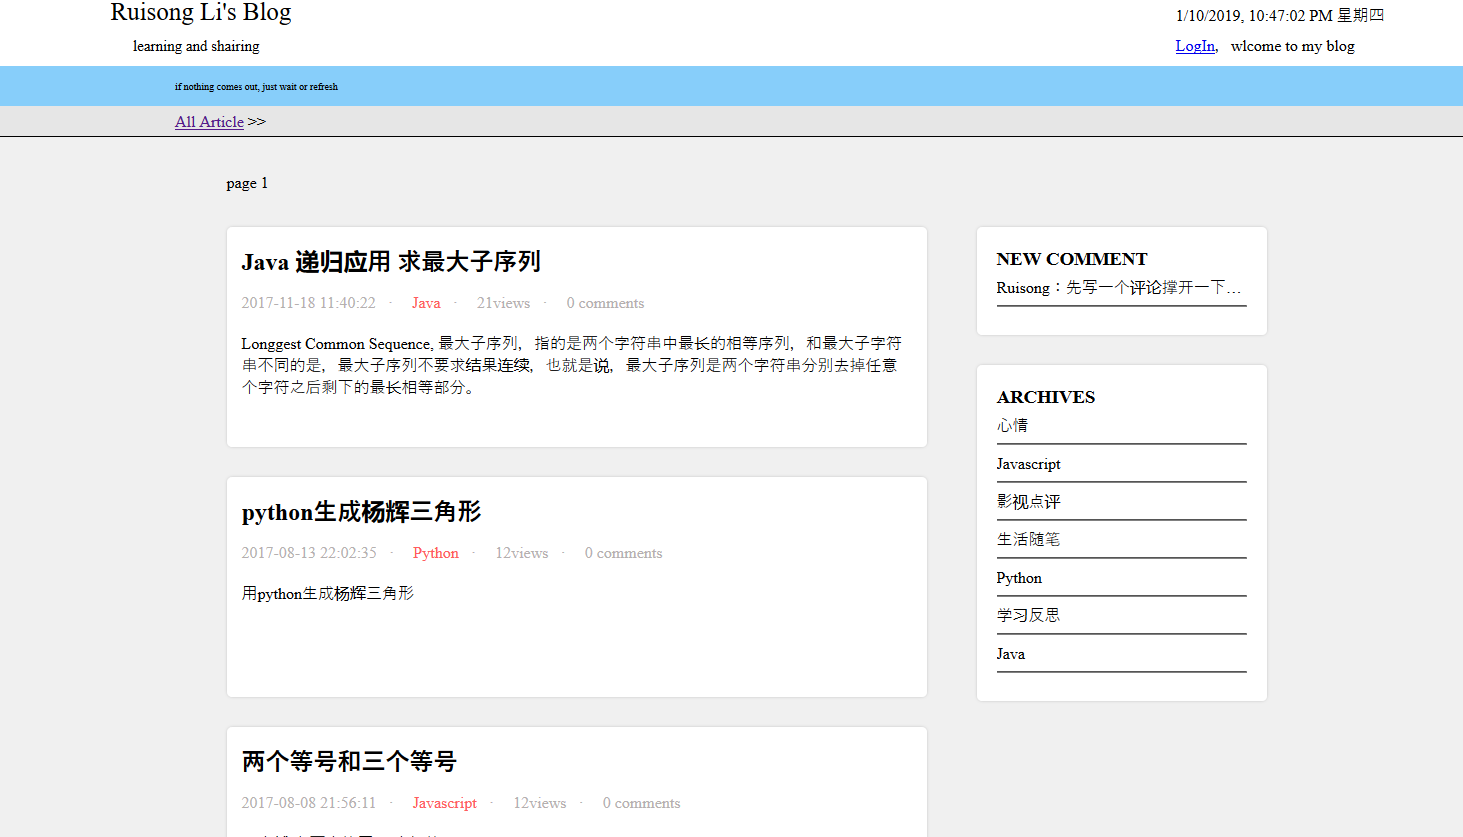 Ruisong Li's Blog
1/10/2019, 10:47:02 PM 星期四
learning and shairing
LogIn, wlcome to my blog
if nothing comes out, just wait or refresh
All Article >>
page 1
Java 递归应用 求最大子序列
2017-11-18 11:40:22 · Java · 21views · 0 comments
Longgest Common Sequence, 最大子序列，指的是两个字符串中最长的相等序列，和最大子字符
串不同的是，最大子序列不要求结果连续，也就是说，最大子序列是两个字符串分别去掉任意
个字符之后剩下的最长相等部分。
python生成杨辉三角形
2017-08-13 22:02:35 · Python · 12views · 0 comments
用python生成杨辉三角形
两个等号和三个等号
2017-08-08 21:56:11 · Javascript · 12views · 0 comments
NEW COMMENT
Ruisong：先写一个评论撑开一下…
ARCHIVES
心情
Javascript
影视点评
生活随笔
Python
学习反思
Java